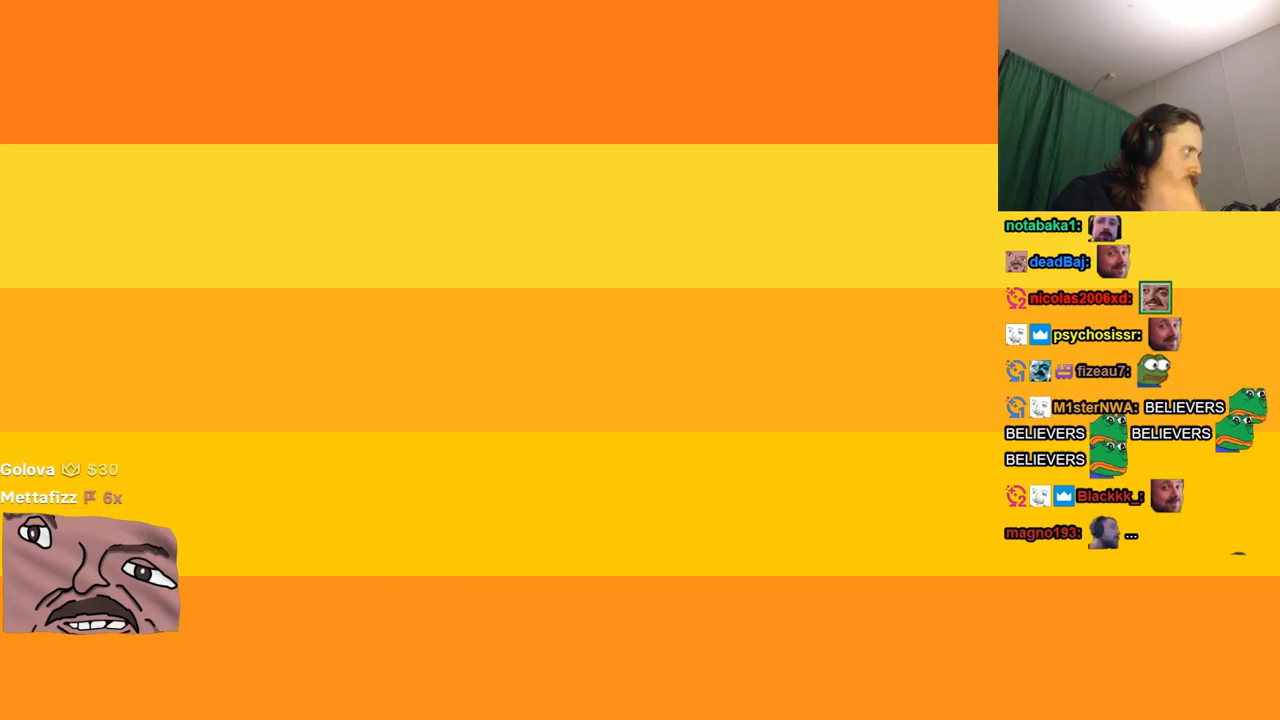 notabaka1:
deadBaj:
nicolas2006xd:
psychosissr:
fizeau7:
M1sterNWA: BELIEVERS
BELIEVERS BELIEVERS
BELIEVERS
Blackkk_:
magno193: ...
Golova $30
Mettafizz 6x